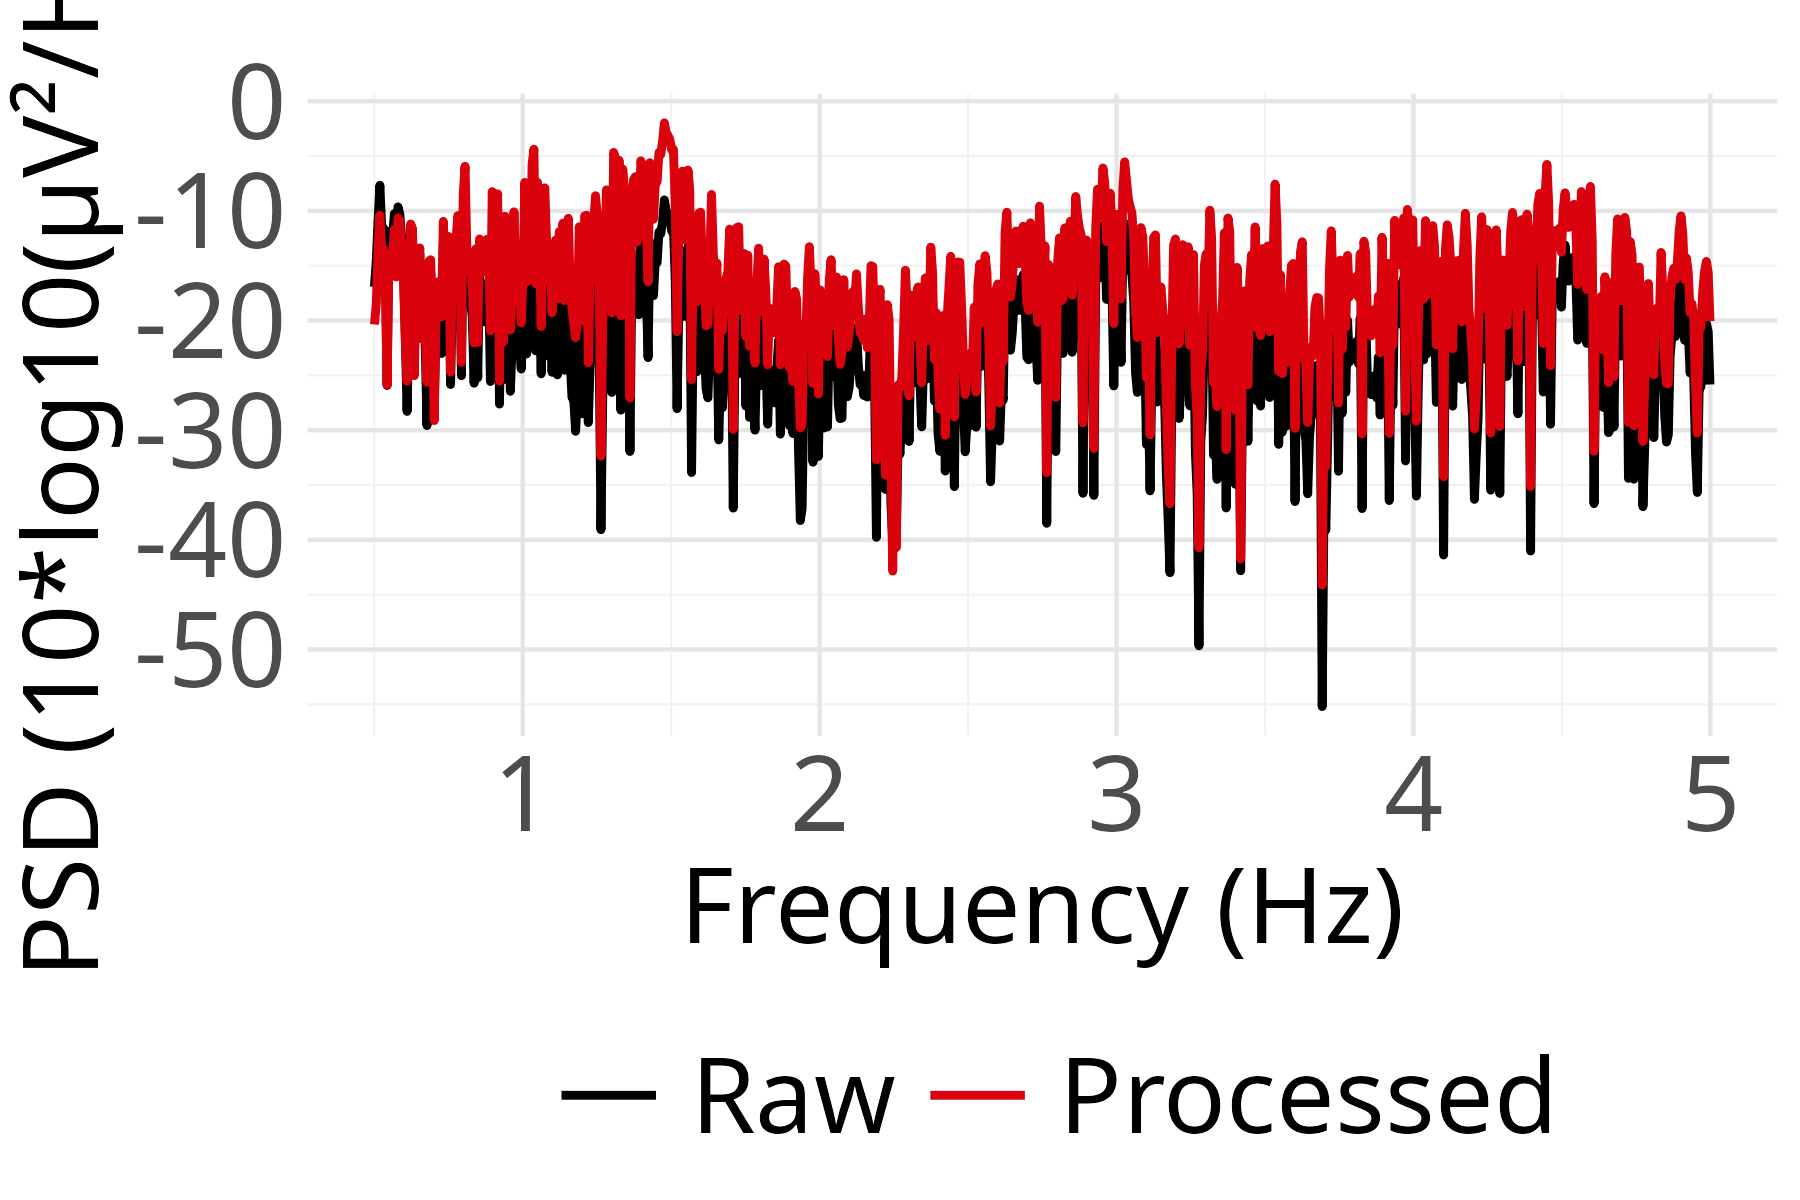 PSD (10*log10(µV²/H
0
-10
-20
-30
-40
-50
1 2 3 4 5
Frequency (Hz)
Raw Processed